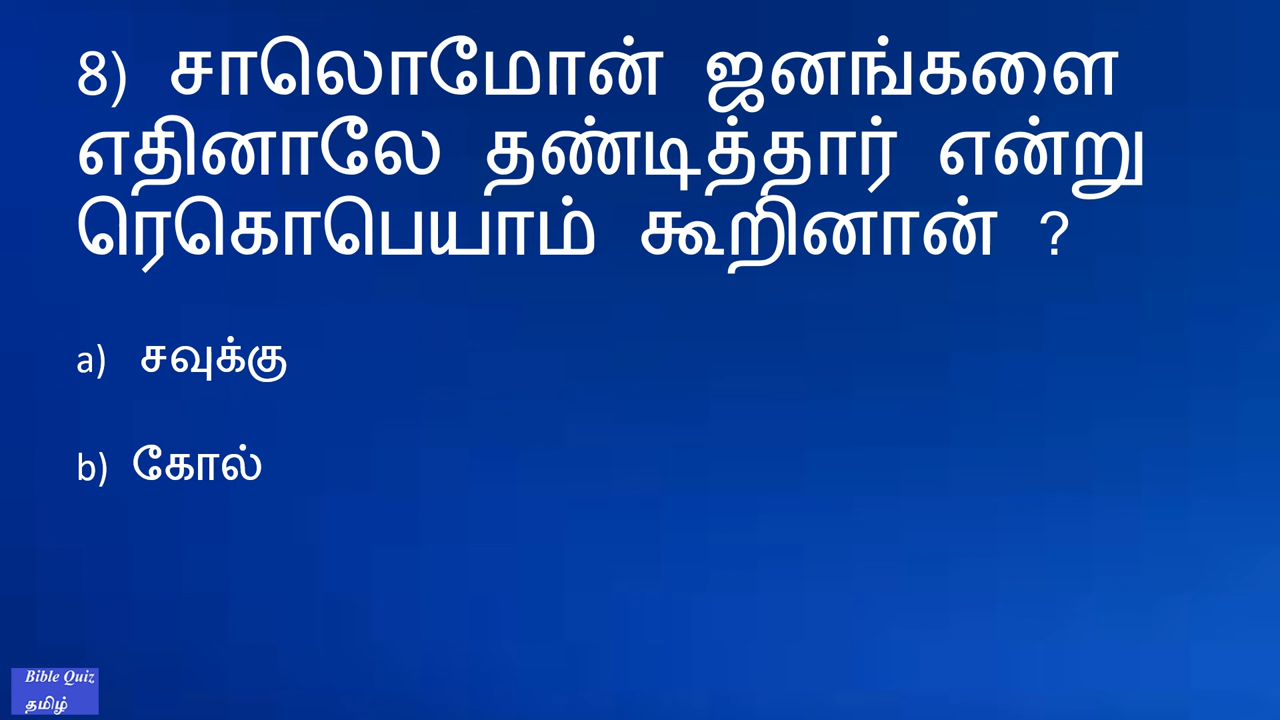 8) சாலொமோன் ஜனங்களை
எதினாலே தண்டித்தார் என்று
ரெகொபெயாம் கூறினான் ?
a) சவுக்கு
b) கோல்
Bible Quiz
தமிழ்